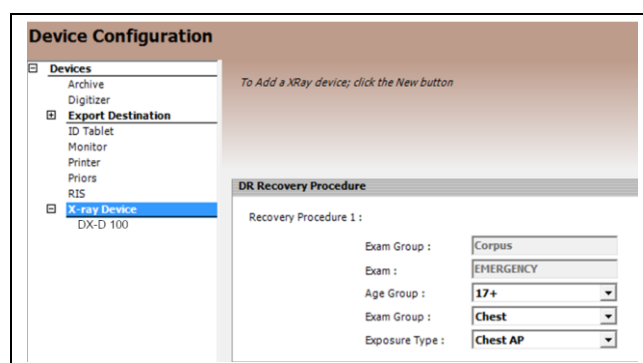 Device Configuration
Devices
Archive
Digitizer
Export Destination
ID Tablet
Monitor
Printer
Priors
RIS
X-ray Device
DX-D 100
To Add a XRay device; click the New button
DR Recovery Procedure
Recovery Procedure 1 :
Exam Group : Corpus
Exam : EMERGENCY
Age Group : 17+
Exam Group : Chest
Exposure Type : Chest AP